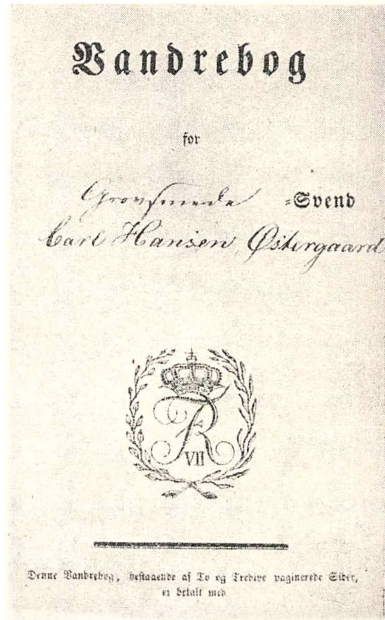 Vandrebog
for
Grovsmede -Svend
Carl Hansen Østergaard
FR
VII
Denne Vandrebog, bestaaende af To og Tredive paginerede Sider,
er betalt med